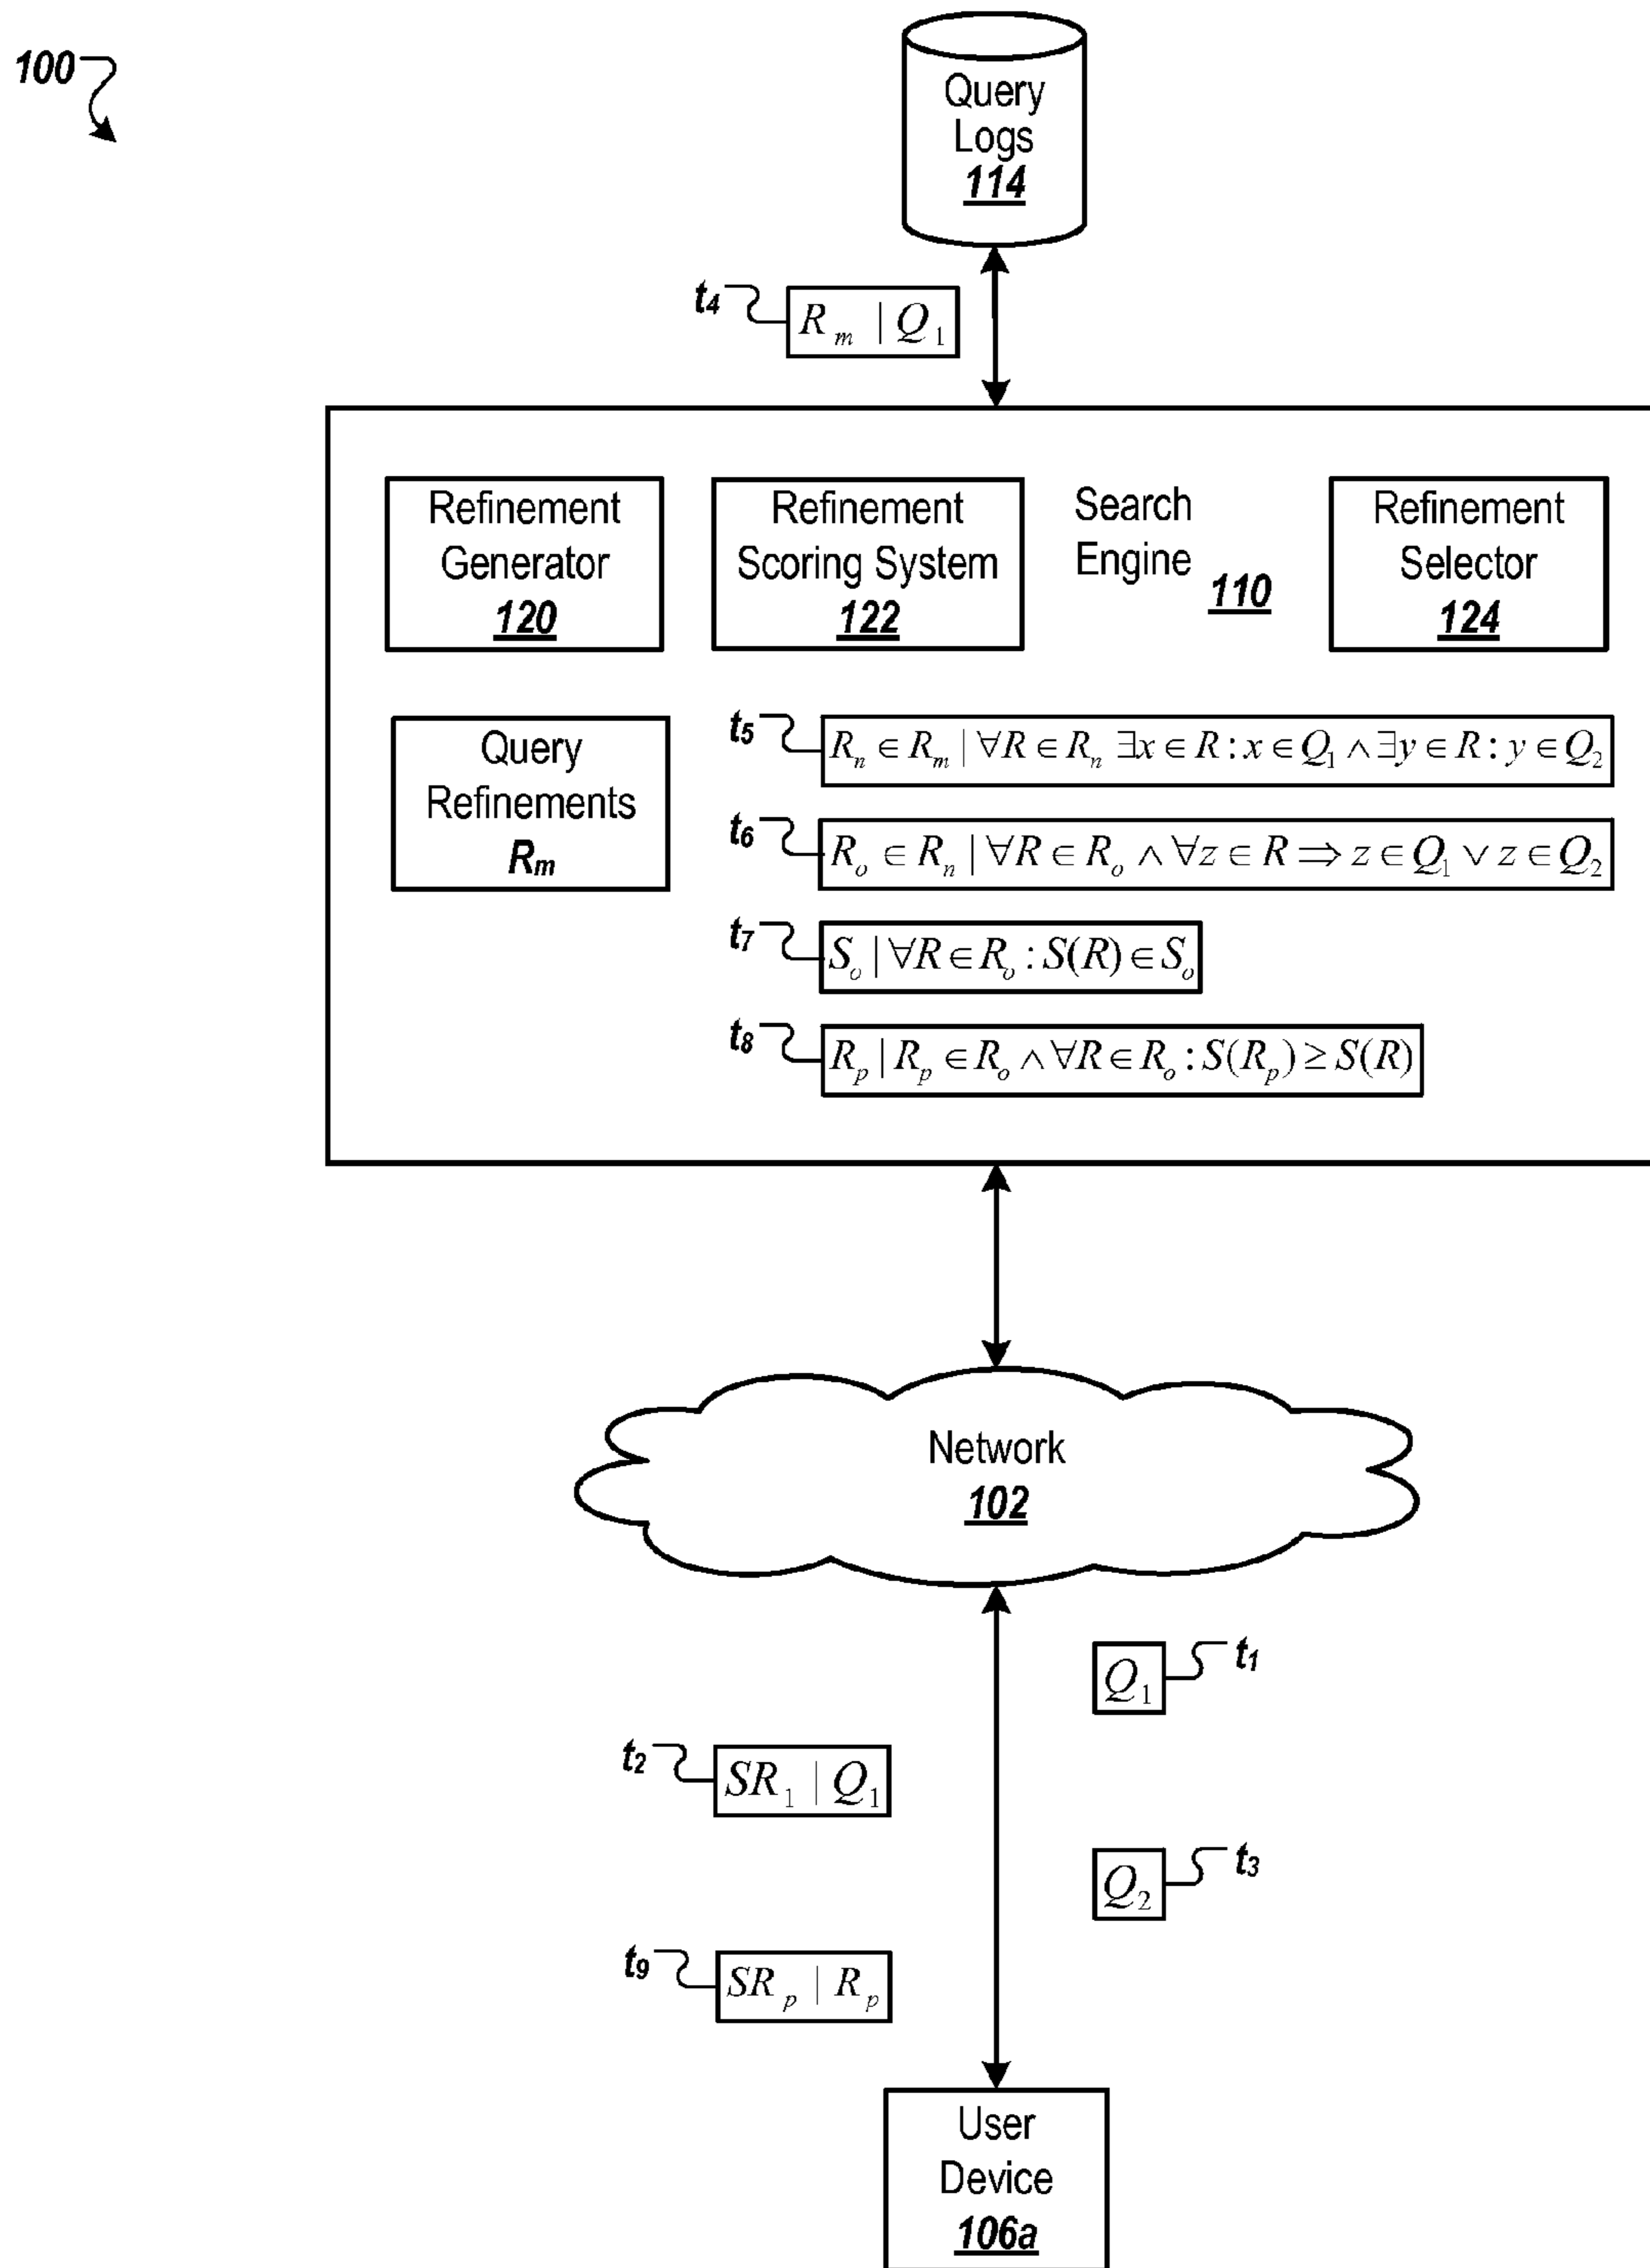 100
Query
Logs
114
t4
R_m | Q_1
Refinement
Generator
120
Refinement
Scoring System
122
Search
Engine
110
Refinement
Selector
124
Query
Refinements
Rm
t5
R_n ∈ R_m | ∀R ∈ R_n ∃x ∈ R : x ∈ Q_1 ∧ ∃y ∈ R : y ∈ Q_2
t6
R_o ∈ R_n | ∀R ∈ R_o ∧ ∀z ∈ R ⇒ z ∈ Q_1 ∨ z ∈ Q_2
t7
S_o | ∀R ∈ R_o : S(R) ∈ S_o
t8
R_p | R_p ∈ R_o ∧ ∀R ∈ R_o : S(R_p) ≥ S(R)
Network
102
Q_1
t1
t2
SR_1 | Q_1
Q_2
t3
t9
SR_p | R_p
User
Device
106a